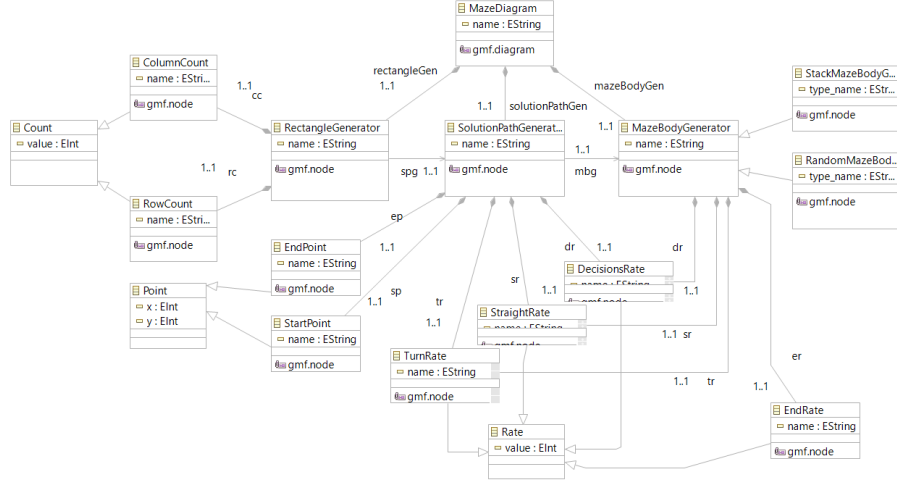 MazeDiagram
name : EString
gmf.diagram
rectangleGen
1..1
1..1
solutionPathGen
mazeBodyGen
1..1
ColumnCount
name : EStri...
gmf.node
1..1
cc
StackMazeBodyG...
type_name : EStr...
gmf.node
Count
value : EInt
RectangleGenerator
name : EString
gmf.node
SolutionPathGenerat...
name : EString
gmf.node
MazeBodyGenerator
name : EString
gmf.node
spg
1..1
1..1
mbg
RandomMazeBod...
type_name : EStr...
gmf.node
1..1
rc
RowCount
name : EStri...
gmf.node
ep
1..1
EndPoint
name : EString
gmf.node
dr
1..1
dr
1..1
DecisionsRate
name : EString
gmf.node
Point
x : EInt
y : EInt
sp
1..1
sr
1..1
tr
1..1
StartPoint
name : EString
gmf.node
StraightRate
name : EString
gmf.node
1..1
sr
TurnRate
name : EString
gmf.node
1..1
tr
er
1..1
EndRate
name : EString
gmf.node
Rate
value : EInt